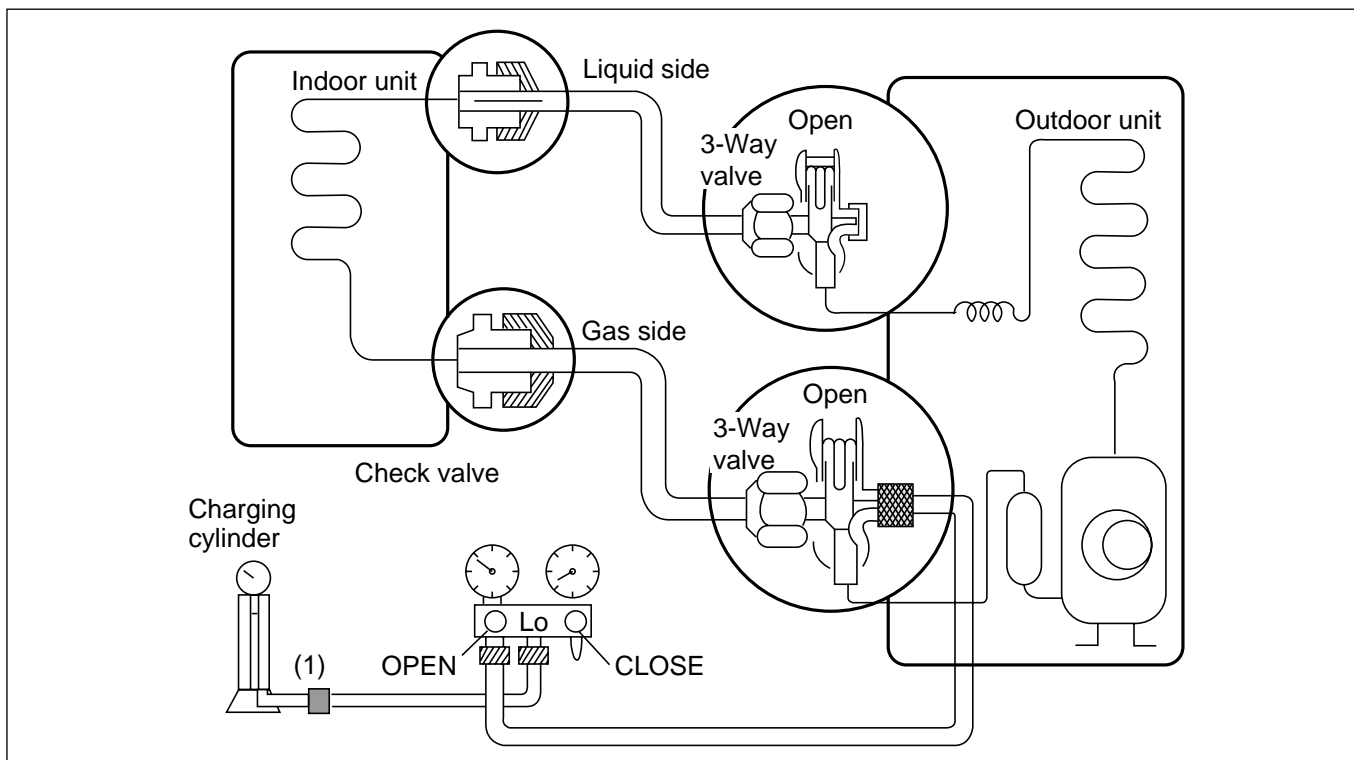 Indoor unit
Liquid side
Open
3-Way
valve
Outdoor unit
Gas side
Open
3-Way
valve
Check valve
Charging
cylinder
Lo
(1)
OPEN
CLOSE